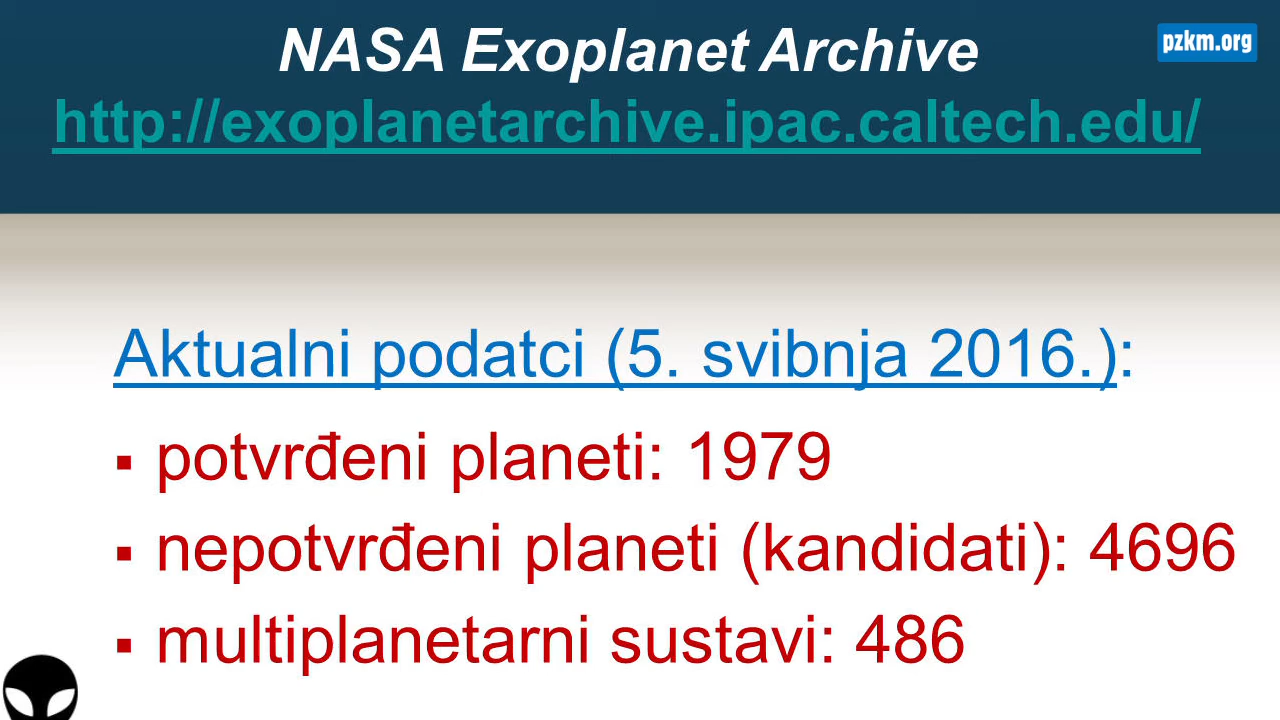 NASA Exoplanet Archive
pzkm.org
http://exoplanetarchive.ipac.caltech.edu/
Aktualni podatci (5. svibnja 2016.):
▪ potvrđeni planeti: 1979
▪ nepotvrđeni planeti (kandidati): 4696
▪ multiplanetarni sustavi: 486